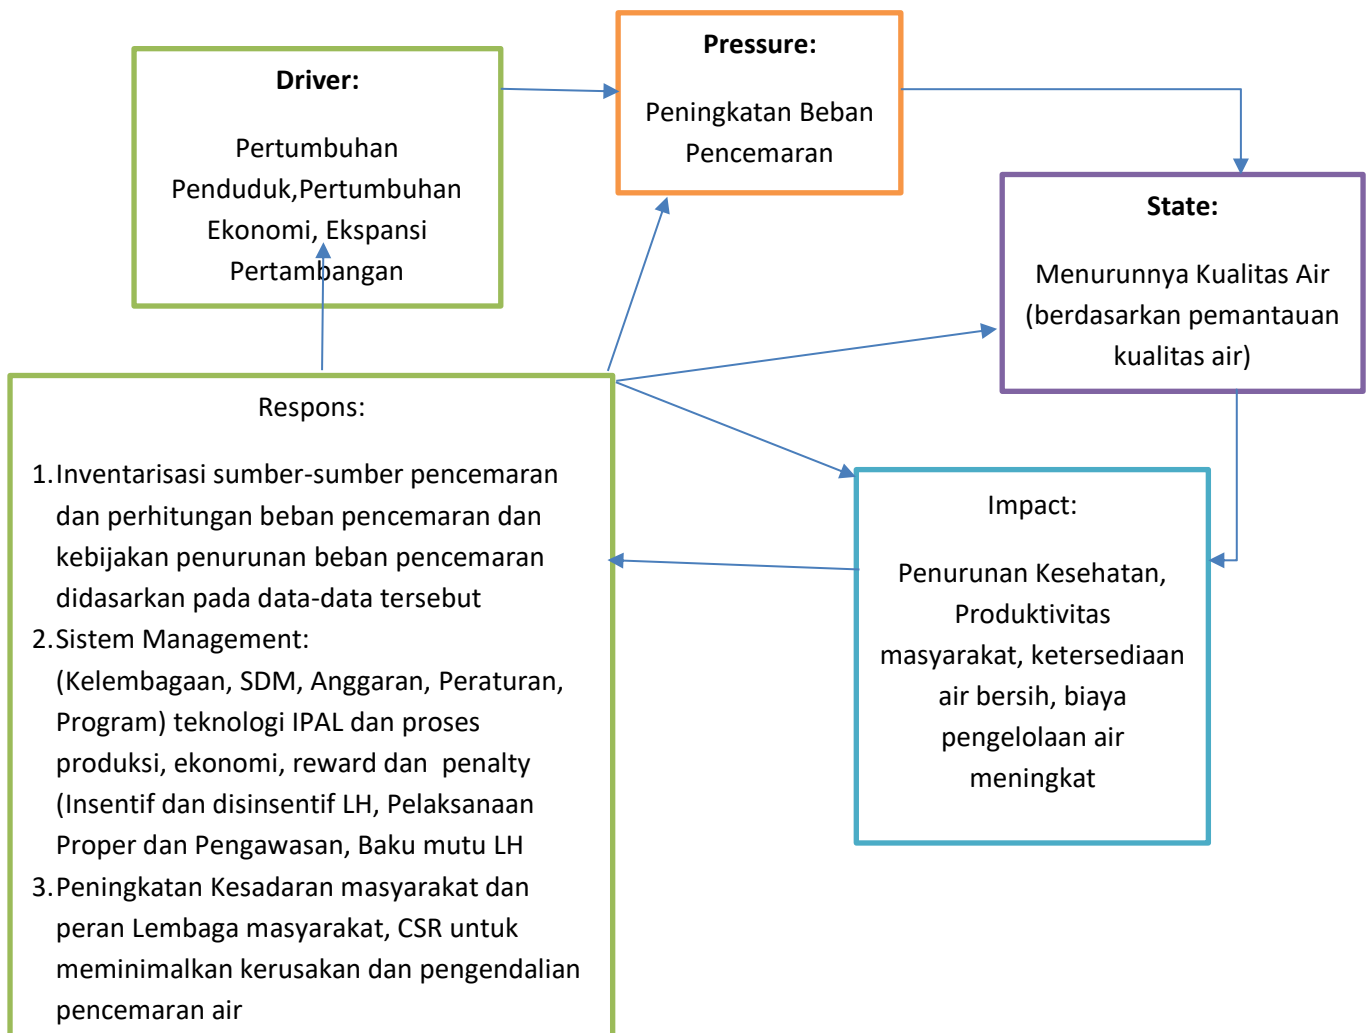 Driver:
Pertumbuhan
Penduduk,Pertumbuhan
Ekonomi, Ekspansi
Pertambangan
Pressure:
Peningkatan Beban
Pencemaran
State:
Menurunnya Kualitas Air
(berdasarkan pemantauan
kualitas air)
Respons:
1.Inventarisasi sumber-sumber pencemaran
dan perhitungan beban pencemaran dan
kebijakan penurunan beban pencemaran
didasarkan pada data-data tersebut
2.Sistem Management:
(Kelembagaan, SDM, Anggaran, Peraturan,
Program) teknologi IPAL dan proses
produksi, ekonomi, reward dan penalty
(Insentif dan disinsentif LH, Pelaksanaan
Proper dan Pengawasan, Baku mutu LH
3.Peningkatan Kesadaran masyarakat dan
peran Lembaga masyarakat, CSR untuk
meminimalkan kerusakan dan pengendalian
pencemaran air
Impact:
Penurunan Kesehatan,
Produktivitas
masyarakat, ketersediaan
air bersih, biaya
pengelolaan air
meningkat